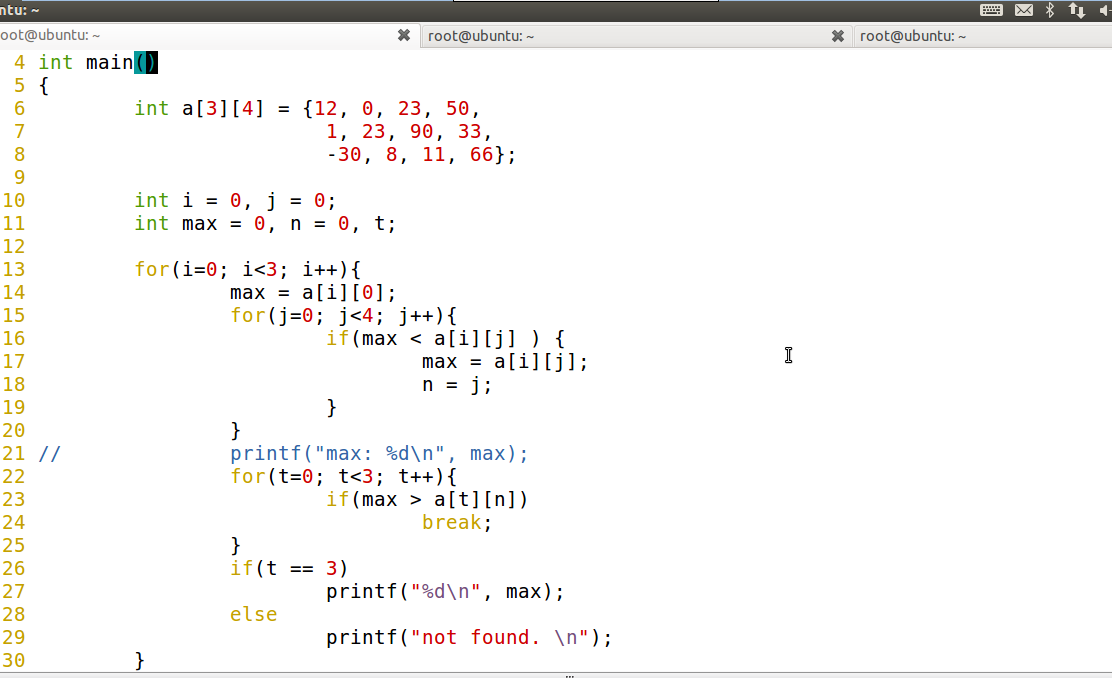 ntu: ~
oot@ubuntu: ~ root@ubuntu: ~ root@ubuntu: ~
4 int main()
5 {
6 int a[3][4] = {12, 0, 23, 50,
7 1, 23, 90, 33,
8 -30, 8, 11, 66};
9
10 int i = 0, j = 0;
11 int max = 0, n = 0, t;
12
13 for(i=0; i<3; i++){
14 max = a[i][0];
15 for(j=0; j<4; j++){
16 if(max < a[i][j] ) {
17 max = a[i][j];
18 n = j;
19 }
20 }
21 // printf("max: %d\n", max);
22 for(t=0; t<3; t++){
23 if(max > a[t][n])
24 break;
25 }
26 if(t == 3)
27 printf("%d\n", max);
28 else
29 printf("not found. \n");
30 }